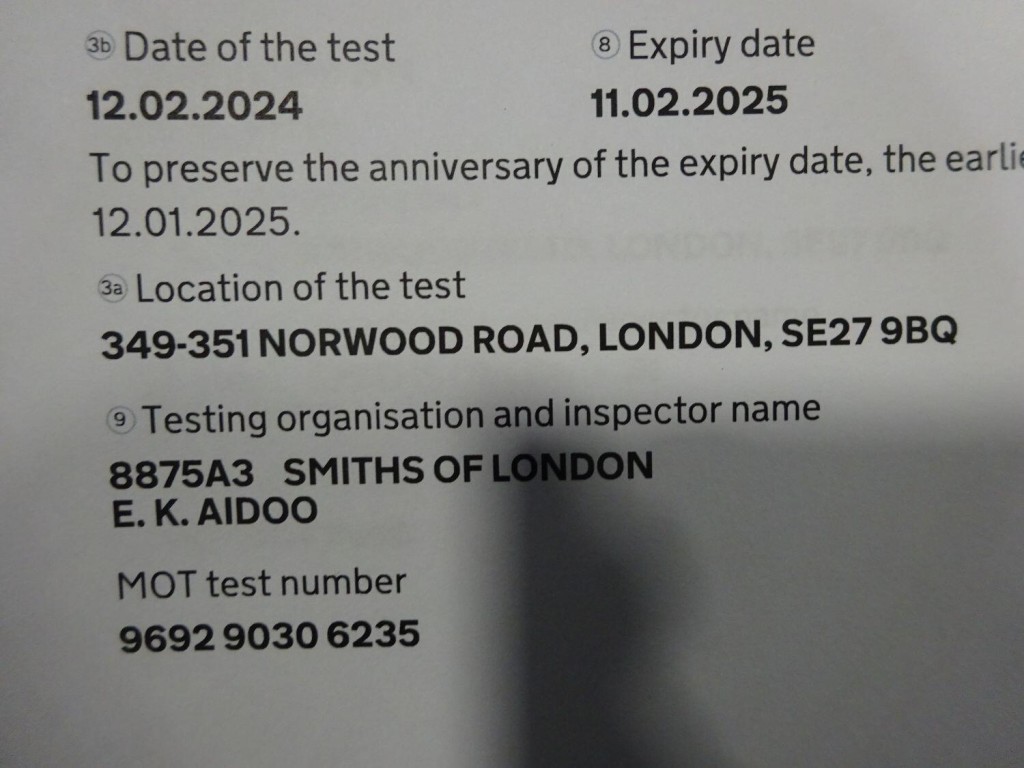 3b Date of the test 8 Expiry date
12.02.2024 11.02.2025
To preserve the anniversary of the expiry date, the
12.01.2025.
3a Location of the test
349-351 NORWOOD ROAD, LONDON, SE27 9BQ
9 Testing organisation and inspector name
8875A3 SMITHS OF LONDON
E. K. AIDOO
MOT test number
9692 9030 6235